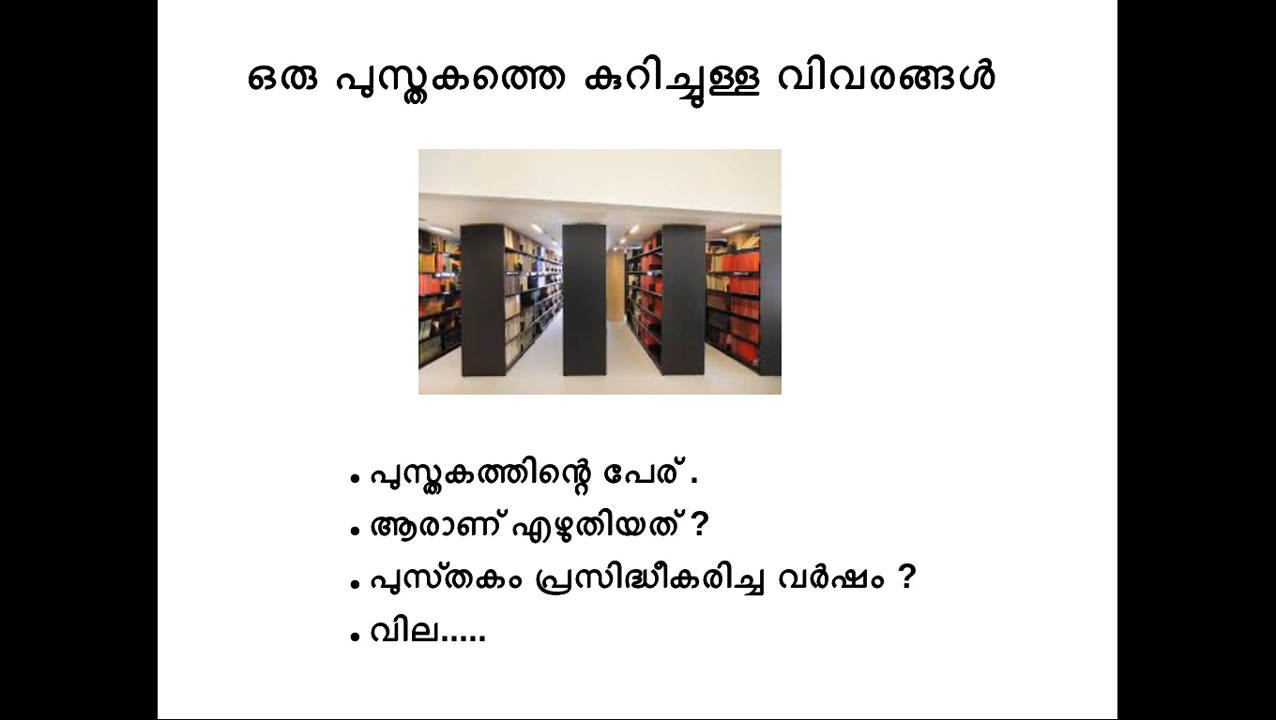 ഒരു പുസ്തകത്തെ കുറിച്ചുള്ള വിവരങ്ങൾ
• പുസ്തകത്തിന്റെ പേര് .
• ആരാണ് എഴുതിയത് ?
• പുസ്‌തകം പ്രസിദ്ധീകരിച്ച വർഷം ?
• വില.....